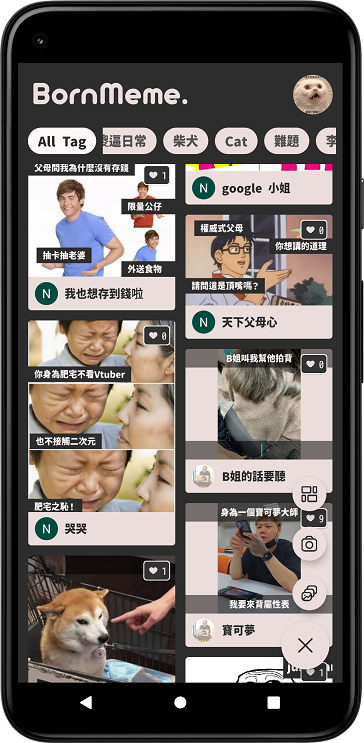 BornMeme.
All Tag
傻逼日常
柴犬
Cat
難題
李
父母問我為什麼沒有存錢
1
限量公仔
抽卡抽老婆
外送食物
N
我也想存到錢啦
0
你身為肥宅不看Vtuber
也不接觸二次元
肥宅之恥！
N
哭哭
1
N
google 小姐
權威式父母
0
你想講的道理
請問這是頂嘴嗎？
N
天下父母心
B姐叫我幫他拍背
0
B姐的話要聽
身為一個寶可夢大師
9
我要來背屬性表
寶可夢
1